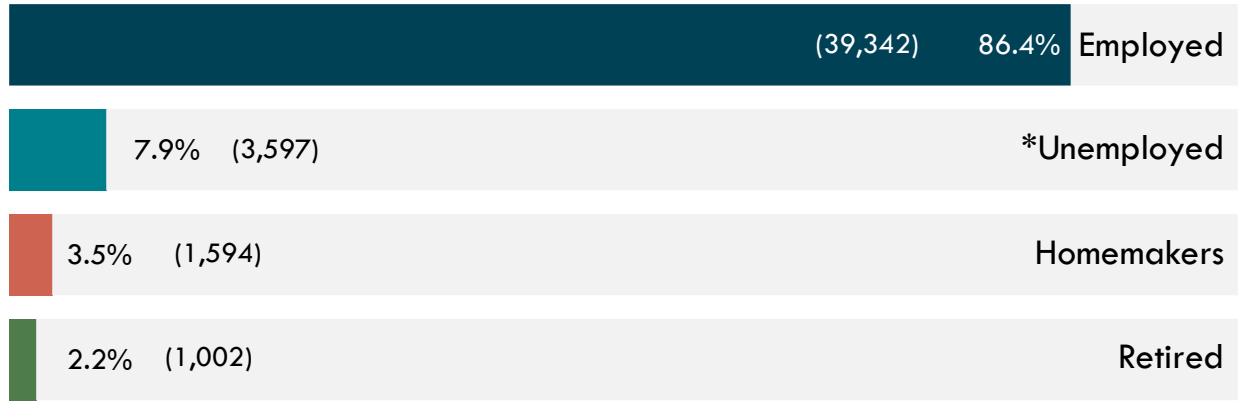 (39,342) 86.4% Employed
7.9% (3,597) *Unemployed
3.5% (1,594) Homemakers
2.2% (1,002) Retired